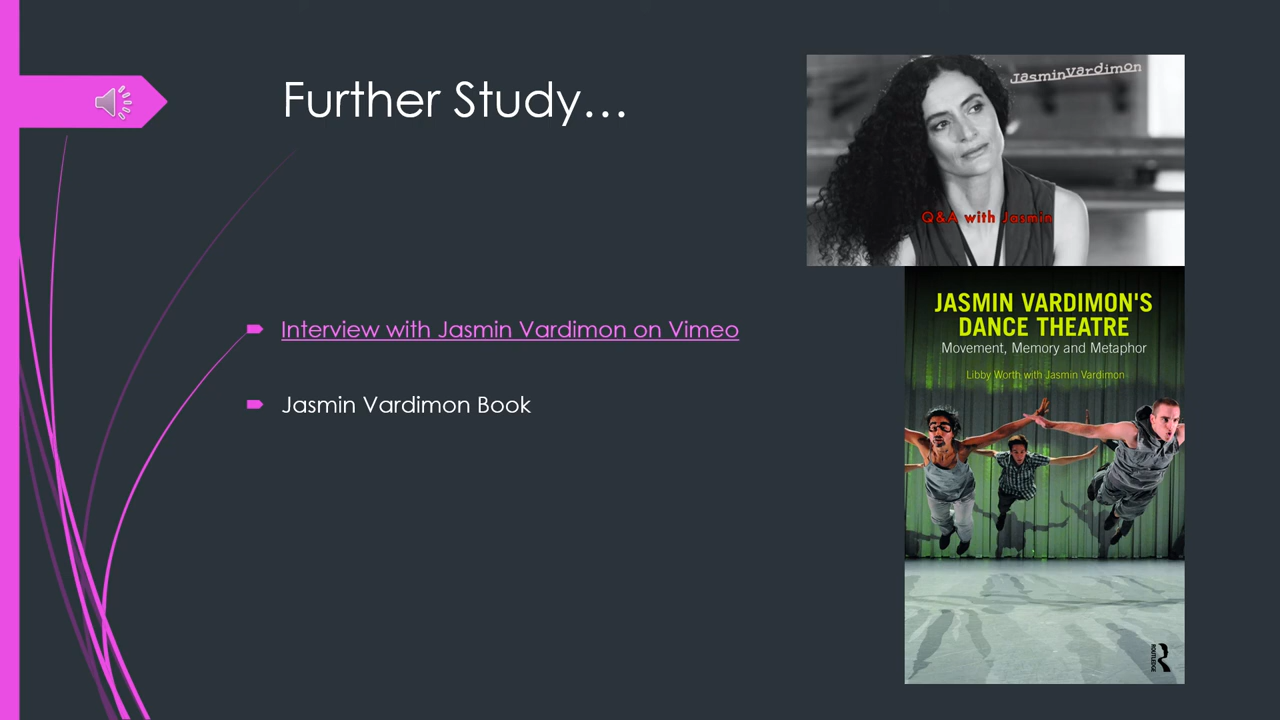 Further Study...
JasminVardimon
Q&A with Jasmin
Interview with Jasmin Vardimon on Vimeo
Jasmin Vardimon Book
JASMIN VARDIMON'S
DANCE THEATRE
Movement, Memory and Metaphor
Libby Worth with Jasmin Vardimon
ROUTLEDGE